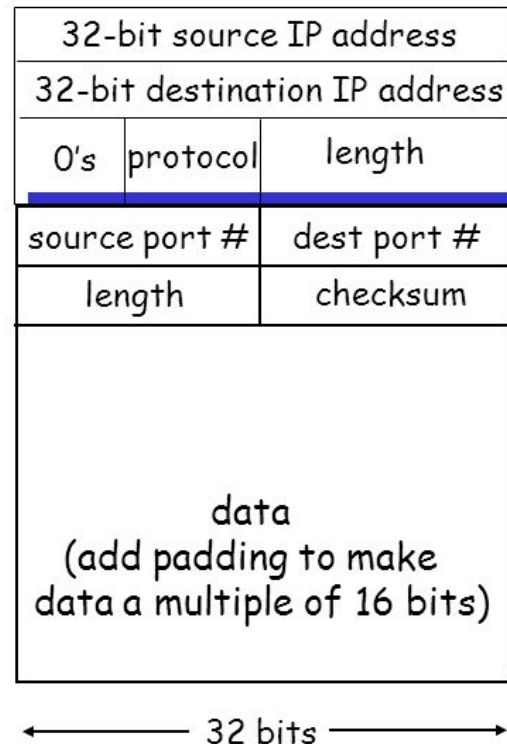 32-bit source IP address
32-bit destination IP address
0's protocol length
source port # dest port #
length checksum
data
(add padding to make
data a multiple of 16 bits)
32 bits